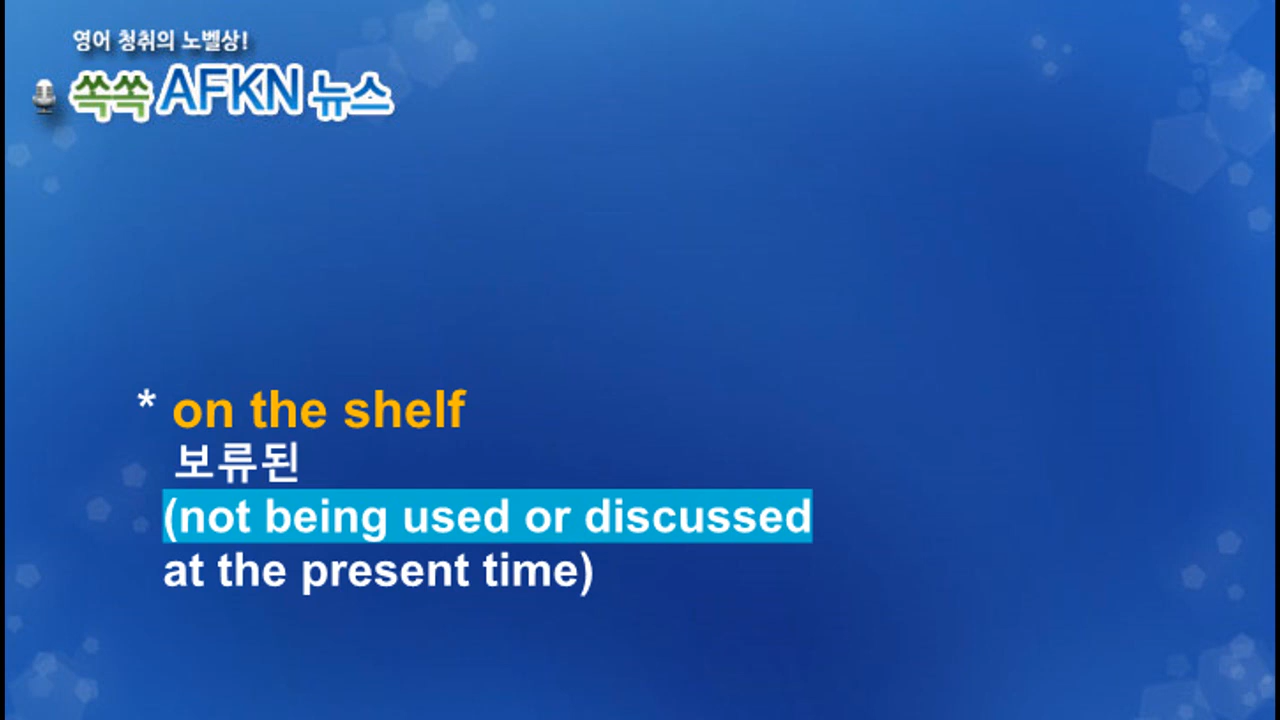 영어 청취의 노벨상!
쏙쏙 AFKN 뉴스
* on the shelf
보류된
(not being used or discussed
at the present time)